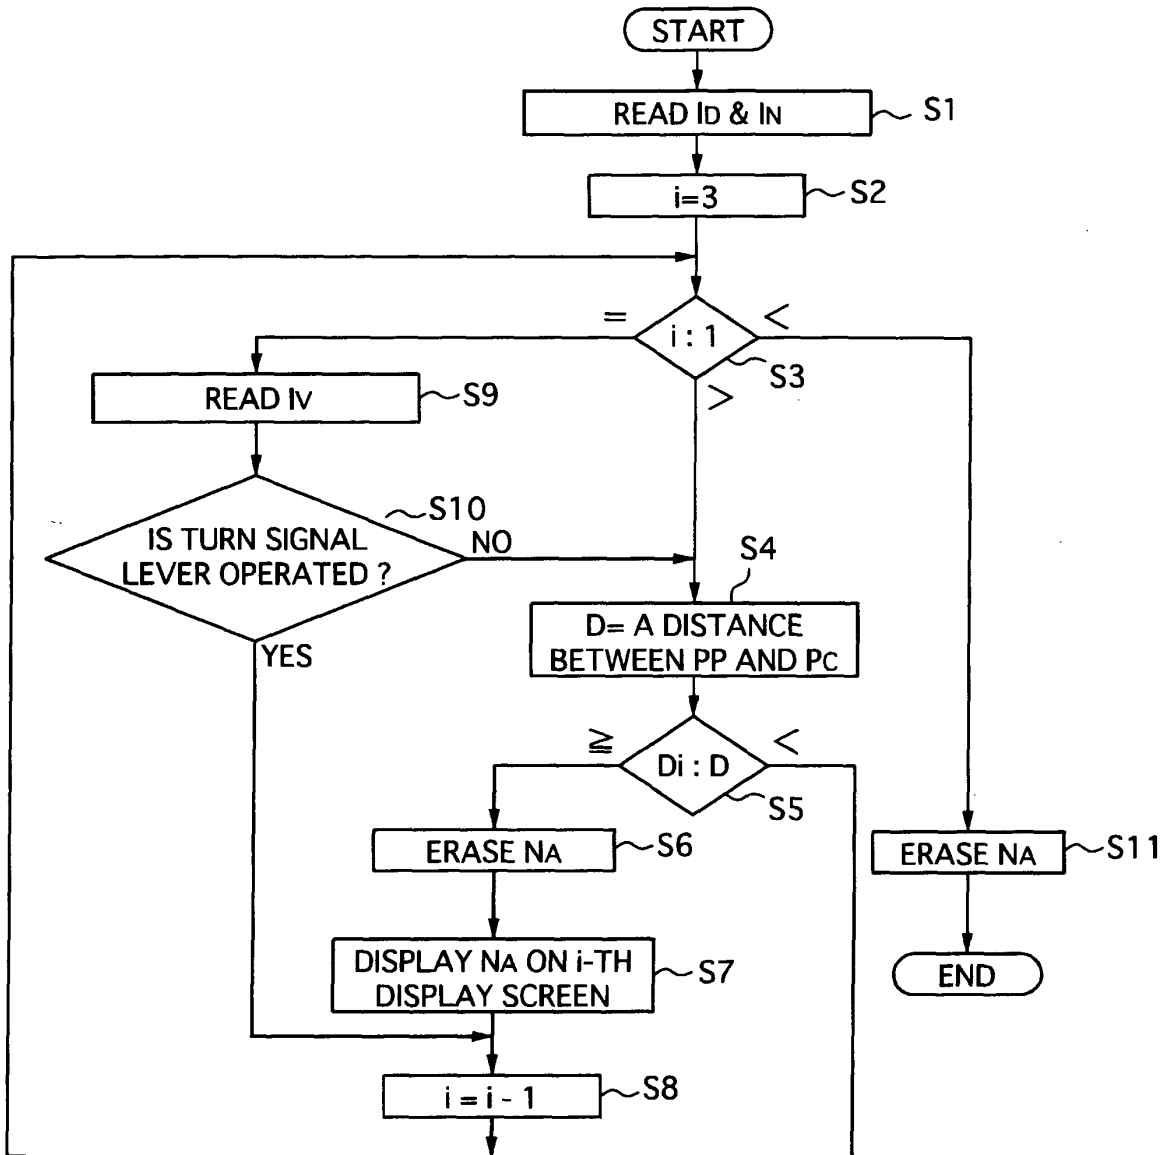 START
READ ID & IN
S1
i=3
S2
=
i : 1
<
S3
>
READ IV
S9
S10
IS TURN SIGNAL
LEVER OPERATED ?
NO
YES
S4
D= A DISTANCE
BETWEEN PP AND PC
≧
Di : D
<
S5
ERASE NA
S6
ERASE NA
S11
DISPLAY NA ON i-TH
DISPLAY SCREEN
S7
END
i = i - 1
S8